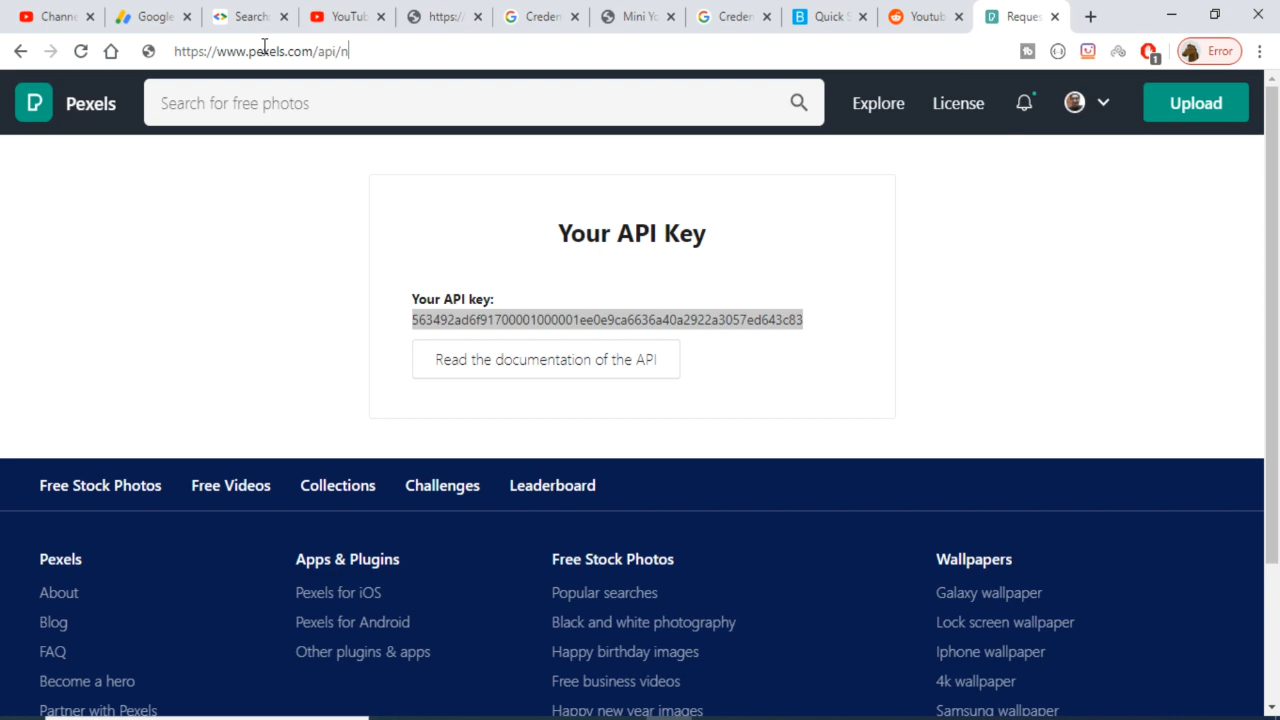 Channe
Google
Search
YouTub
https:/
Creden
Mini Yo
Creden
Quick S
Youtub
Reques
https://www.pexels.com/api/n
Error
Pexels
Search for free photos
Explore
License
Upload
Your API Key
Your API key:
563492ad6f91700001000001ee0e9ca6636a40a2922a3057ed643c83
Read the documentation of the API
Free Stock Photos
Free Videos
Collections
Challenges
Leaderboard
Pexels
Apps & Plugins
Free Stock Photos
Wallpapers
About
Pexels for iOS
Popular searches
Galaxy wallpaper
Blog
Pexels for Android
Black and white photography
Lock screen wallpaper
FAQ
Other plugins & apps
Happy birthday images
Iphone wallpaper
Become a hero
Free business videos
4k wallpaper
Partner with Pexels
Happy new year images
Samsung wallpaper